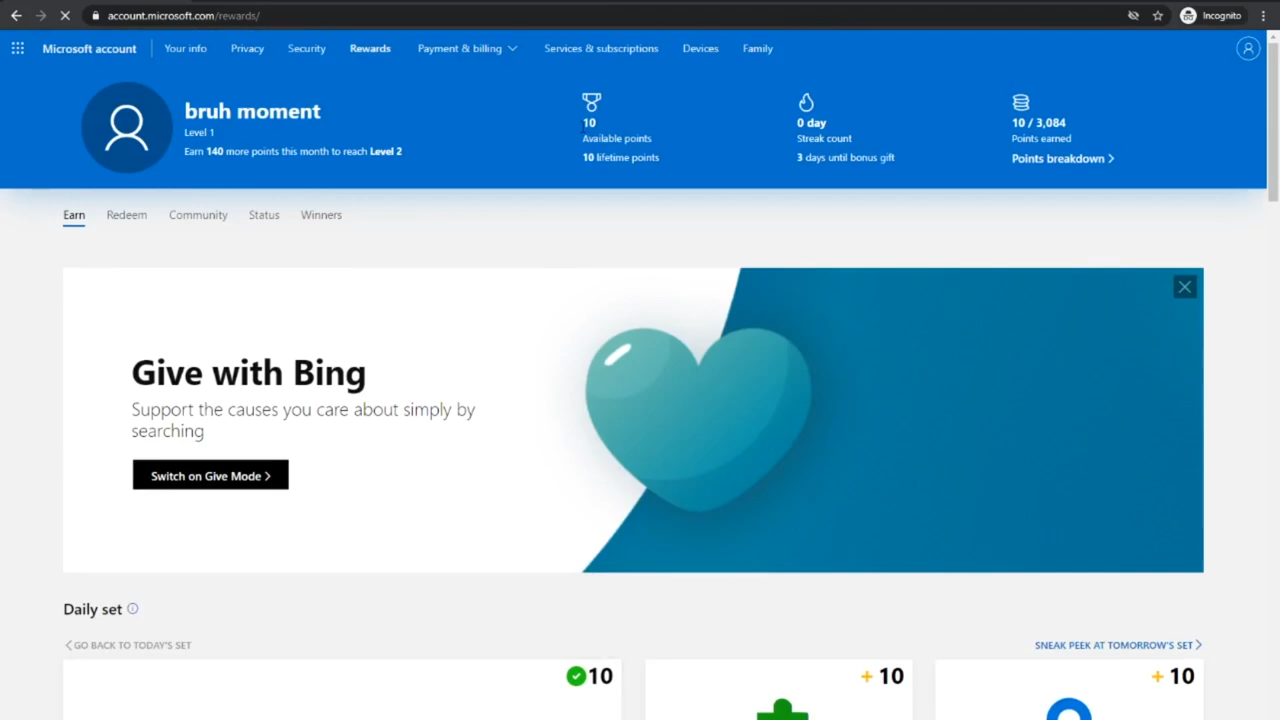 account.microsoft.com/rewards/
Incognito
Microsoft account
Your info
Privacy
Security
Rewards
Payment & billing
Services & subscriptions
Devices
Family
bruh moment
Level 1
Earn 140 more points this month to reach Level 2
10
Available points
10 lifetime points
0 day
Streak count
3 days until bonus gift
10 / 3,084
Points earned
Points breakdown >
Earn
Redeem
Community
Status
Winners
Give with Bing
Support the causes you care about simply by
searching
Switch on Give Mode >
Daily set
< GO BACK TO TODAY'S SET
SNEAK PEEK AT TOMORROW'S SET >
10
+ 10
+ 10